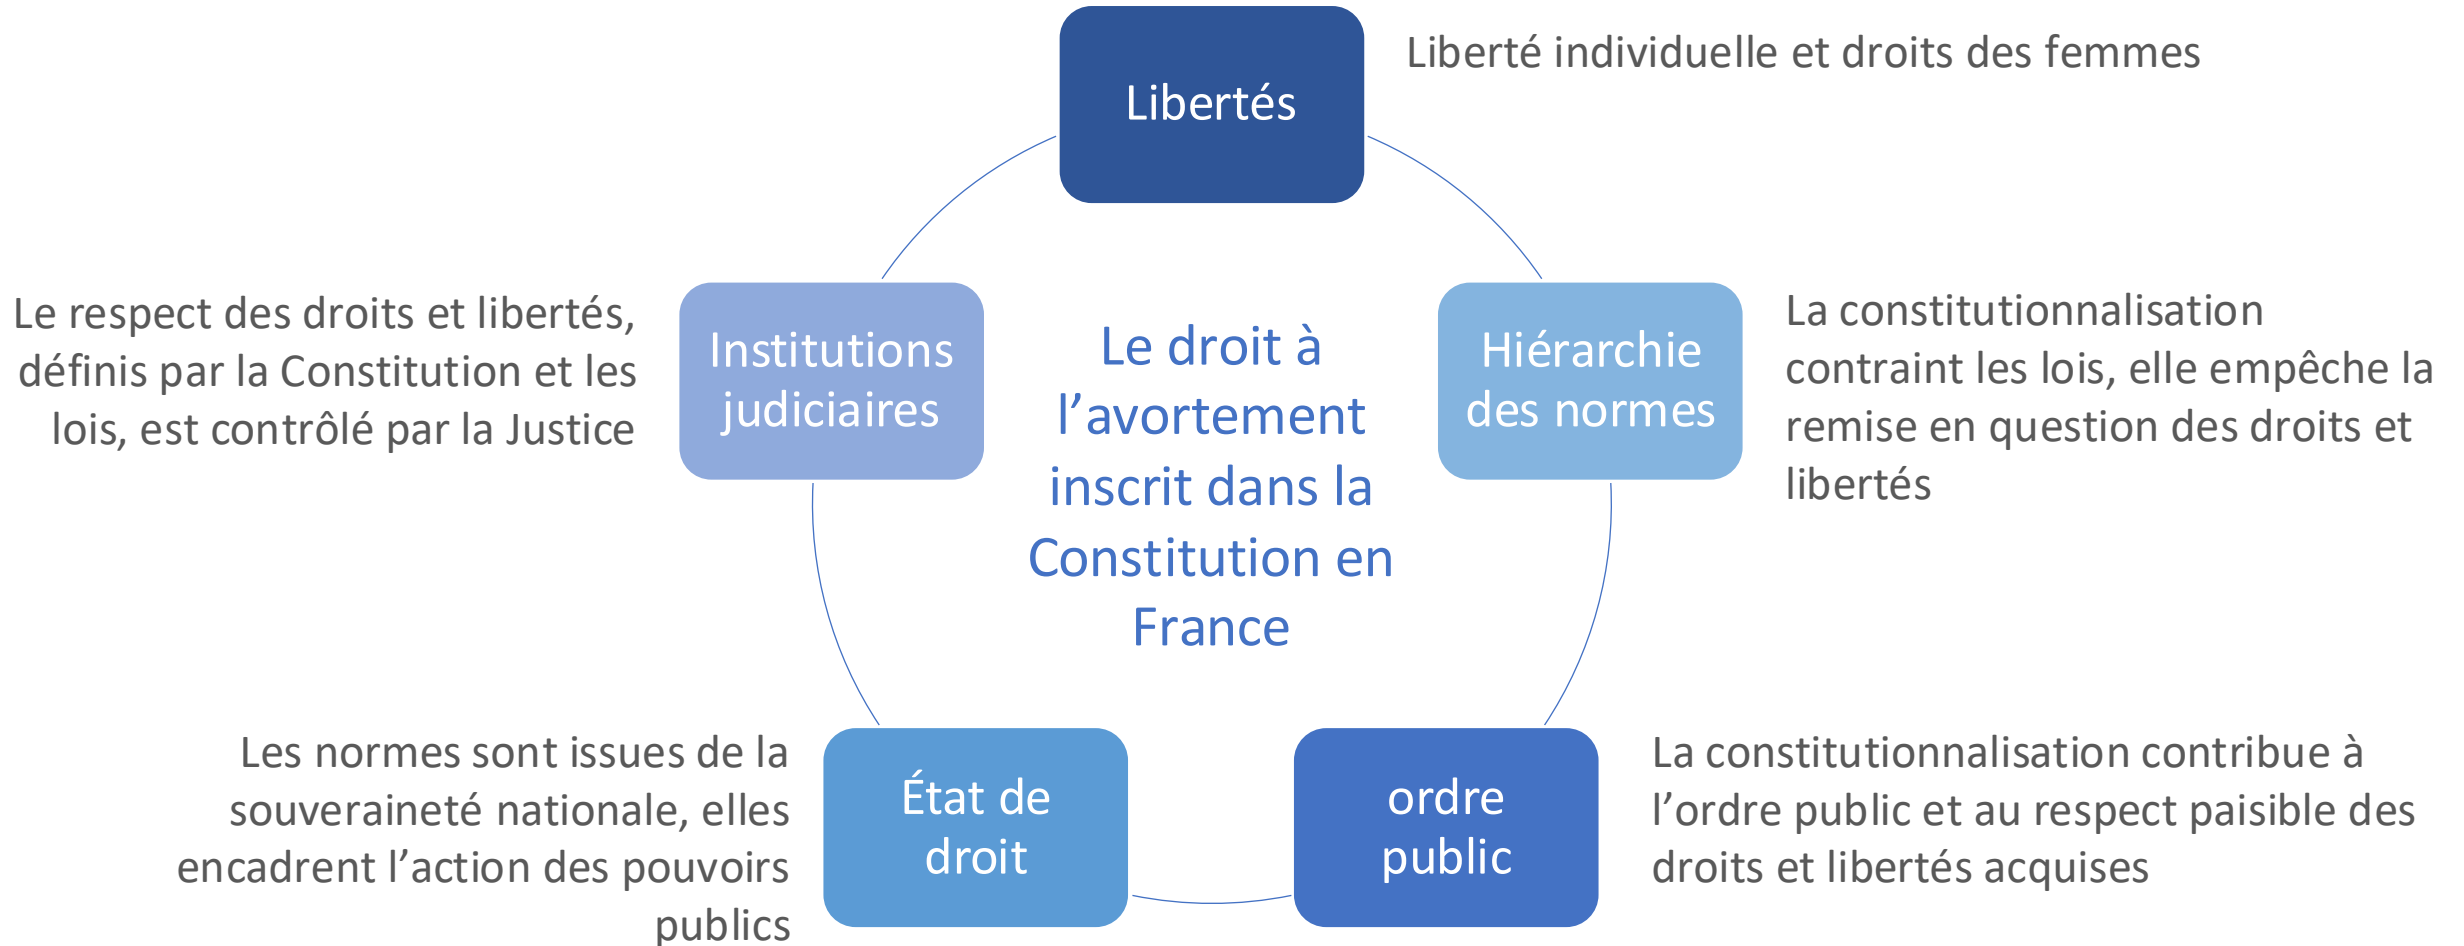 Libertés
Liberté individuelle et droits des femmes
Hiérarchie
des normes
La constitutionnalisation
contraint les lois, elle empêche la
remise en question des droits et
libertés
ordre
public
La constitutionnalisation contribue à
l’ordre public et au respect paisible des
droits et libertés acquises
État de
droit
Les normes sont issues de la
souveraineté nationale, elles
encadrent l’action des pouvoirs
publics
Institutions
judiciaires
Le respect des droits et libertés,
définis par la Constitution et les
lois, est contrôlé par la Justice
Le droit à
l’avortement
inscrit dans la
Constitution en
France